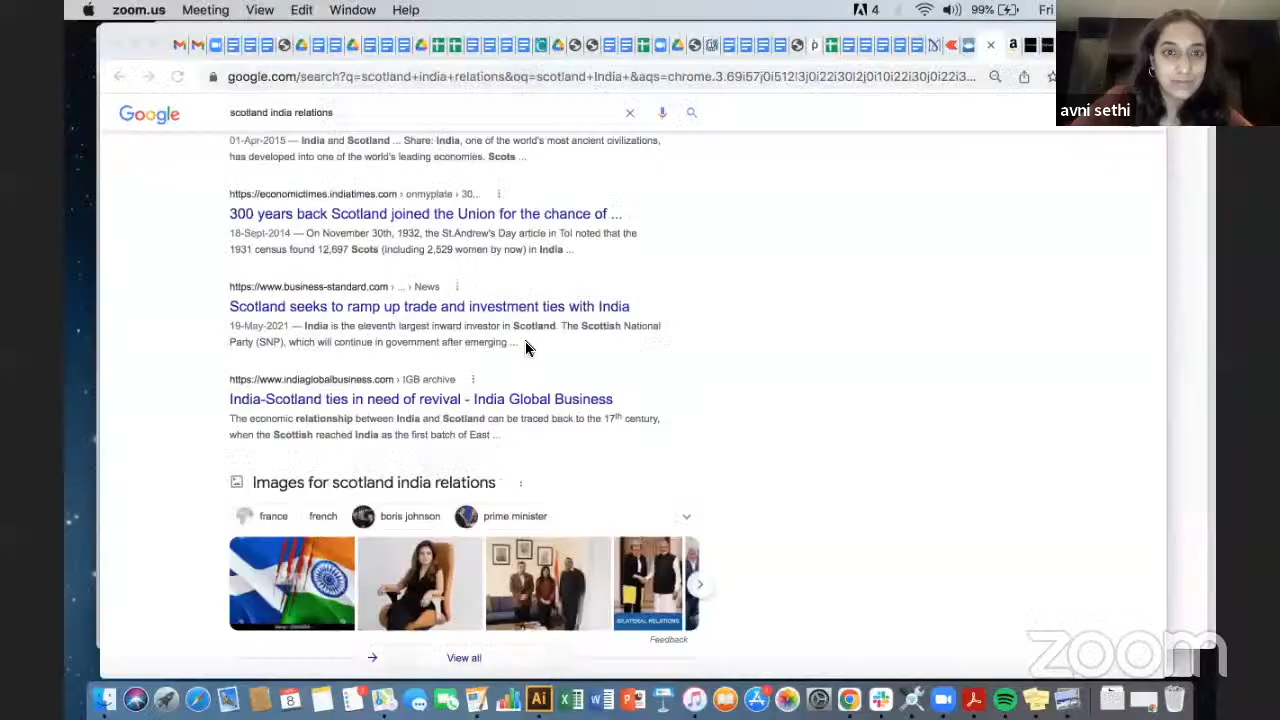 zoom.us Meeting View Edit Window Help
4 99% Fri
google.com/search?q=scotland+india+relations&oq=scotland+India+&aqs=chrome.3.69i57j0i512l3j0i22i30l2j0i10i22i30j0i22i3...
avni sethi
Google
scotland india relations
01-Apr-2015 — India and Scotland ... Share: India, one of the world's most ancient civilizations,
has developed into one of the world's leading economies. Scots ...
https://economictimes.indiatimes.com › onmyplate › 30...
300 years back Scotland joined the Union for the chance of ...
18-Sept-2014 — On November 30th, 1932, the St.Andrew's Day article in ToI noted that the
1931 census found 12,697 Scots (including 2,529 women by now) in India ...
https://www.business-standard.com › ... › News
Scotland seeks to ramp up trade and investment ties with India
19-May-2021 — India is the eleventh largest inward investor in Scotland. The Scottish National
Party (SNP), which will continue in government after emerging ...
https://www.indiaglobalbusiness.com › IGB archive
India-Scotland ties in need of revival - India Global Business
The economic relationship between India and Scotland can be traced back to the 17th century,
when the Scottish reached India as the first batch of East ...
Images for scotland india relations
france french boris johnson prime minister
BILATERAL RELATIONS
Feedback
View all
zoom